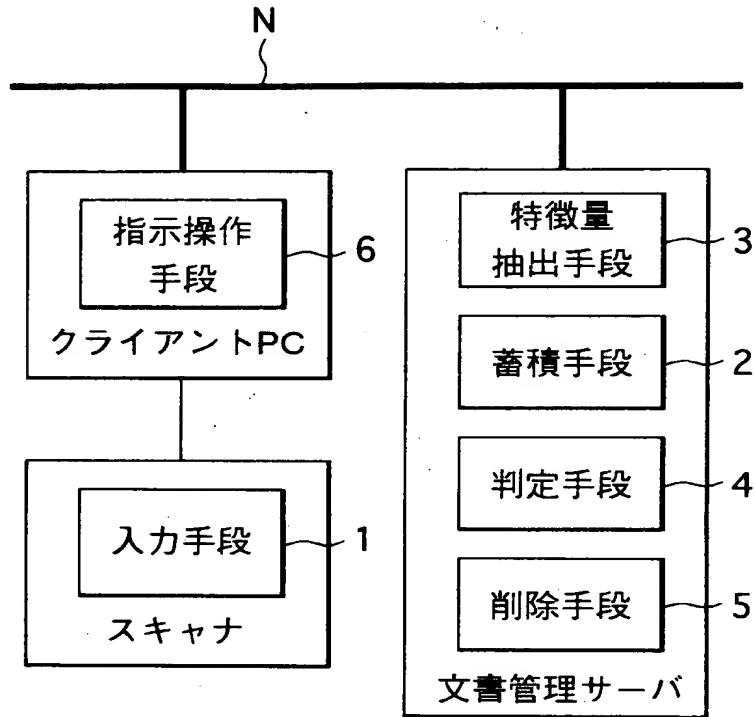 N
指示操作
手段
6
クライアントPC
入力手段
1
スキャナ
特徴量
抽出手段
3
蓄積手段
2
判定手段
4
削除手段
5
文書管理サーバ